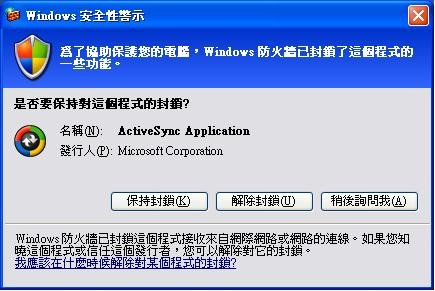 Windows 安全性警示
為了協助保護您的電腦，Windows 防火牆已封鎖了這個程式的
一些功能。
是否要保持對這個程式的封鎖?
名稱(N): ActiveSync Application
發行人(P): Microsoft Corporation
保持封鎖(K) 解除封鎖(U) 稍後詢問我(A)
Windows 防火牆已封鎖這個程式接收來自網際網路或網路的連線。如果您知
曉這個程式或信任這個發行者，您可以解除對它的封鎖。
我應該在什麼時候解除對某個程式的封鎖?